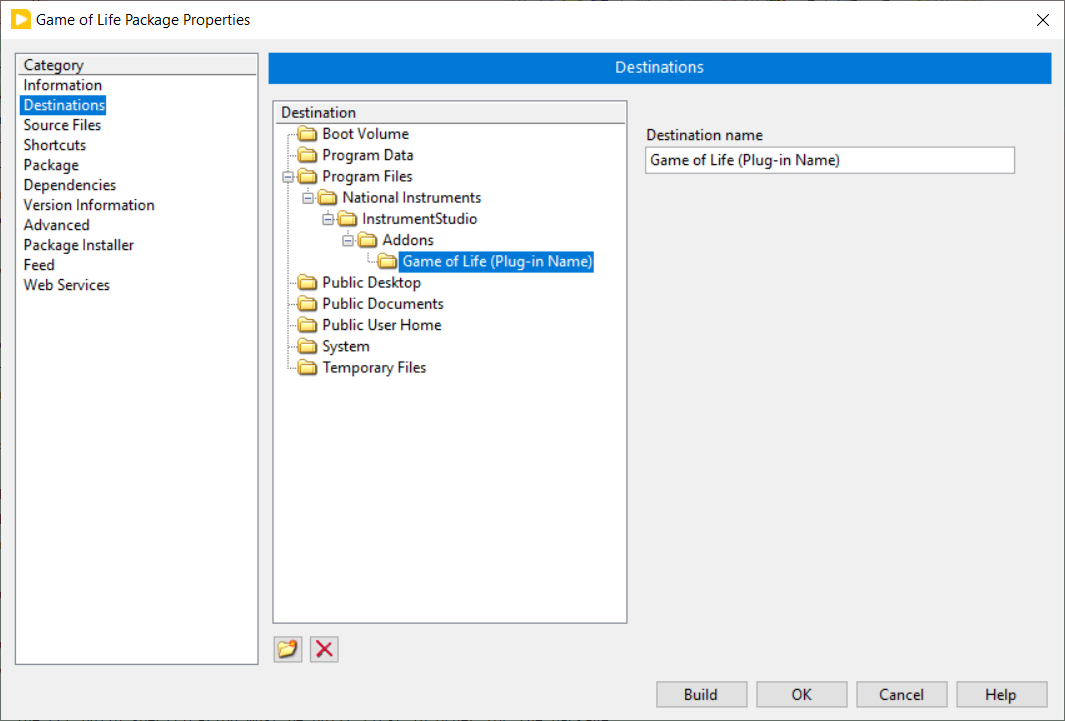 Game of Life Package Properties
Category
Information
Destinations
Source Files
Shortcuts
Package
Dependencies
Version Information
Advanced
Package Installer
Feed
Web Services
Destinations
Destination
Boot Volume
Program Data
Program Files
National Instruments
InstrumentStudio
Addons
Game of Life (Plug-in Name)
Public Desktop
Public Documents
Public User Home
System
Temporary Files
Destination name
Game of Life (Plug-in Name)
Build
OK
Cancel
Help